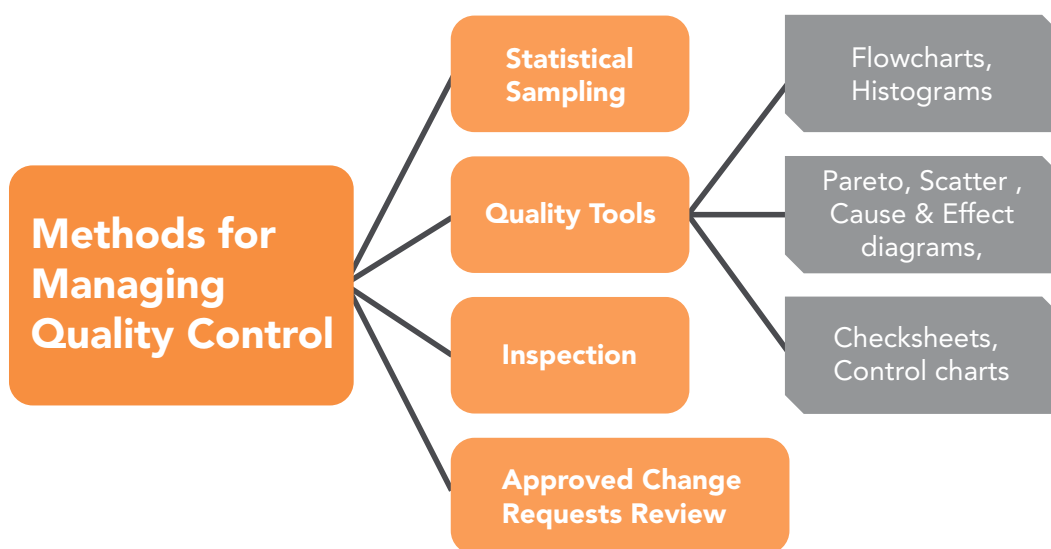 Methods for
Managing
Quality Control
Statistical
Sampling
Quality Tools
Inspection
Approved Change
Requests Review
Flowcharts,
Histograms
Pareto, Scatter ,
Cause & Effect
diagrams,
Checksheets,
Control charts